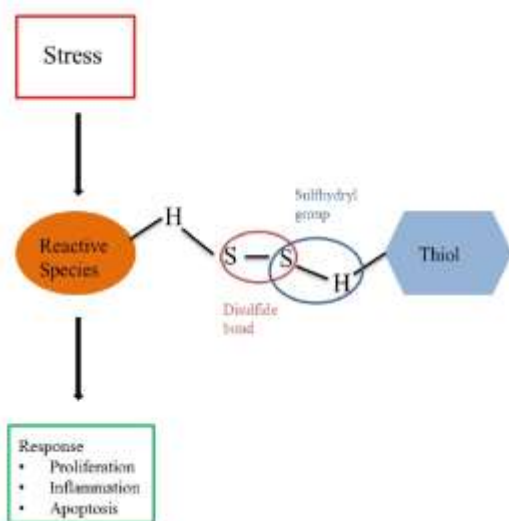 Stress
Sulfhydryl
group
H
Reactive
Species
S
S
H
Thiol
Disulfide
bond
Response
• Proliferation
• Inflammation
• Apoptosis